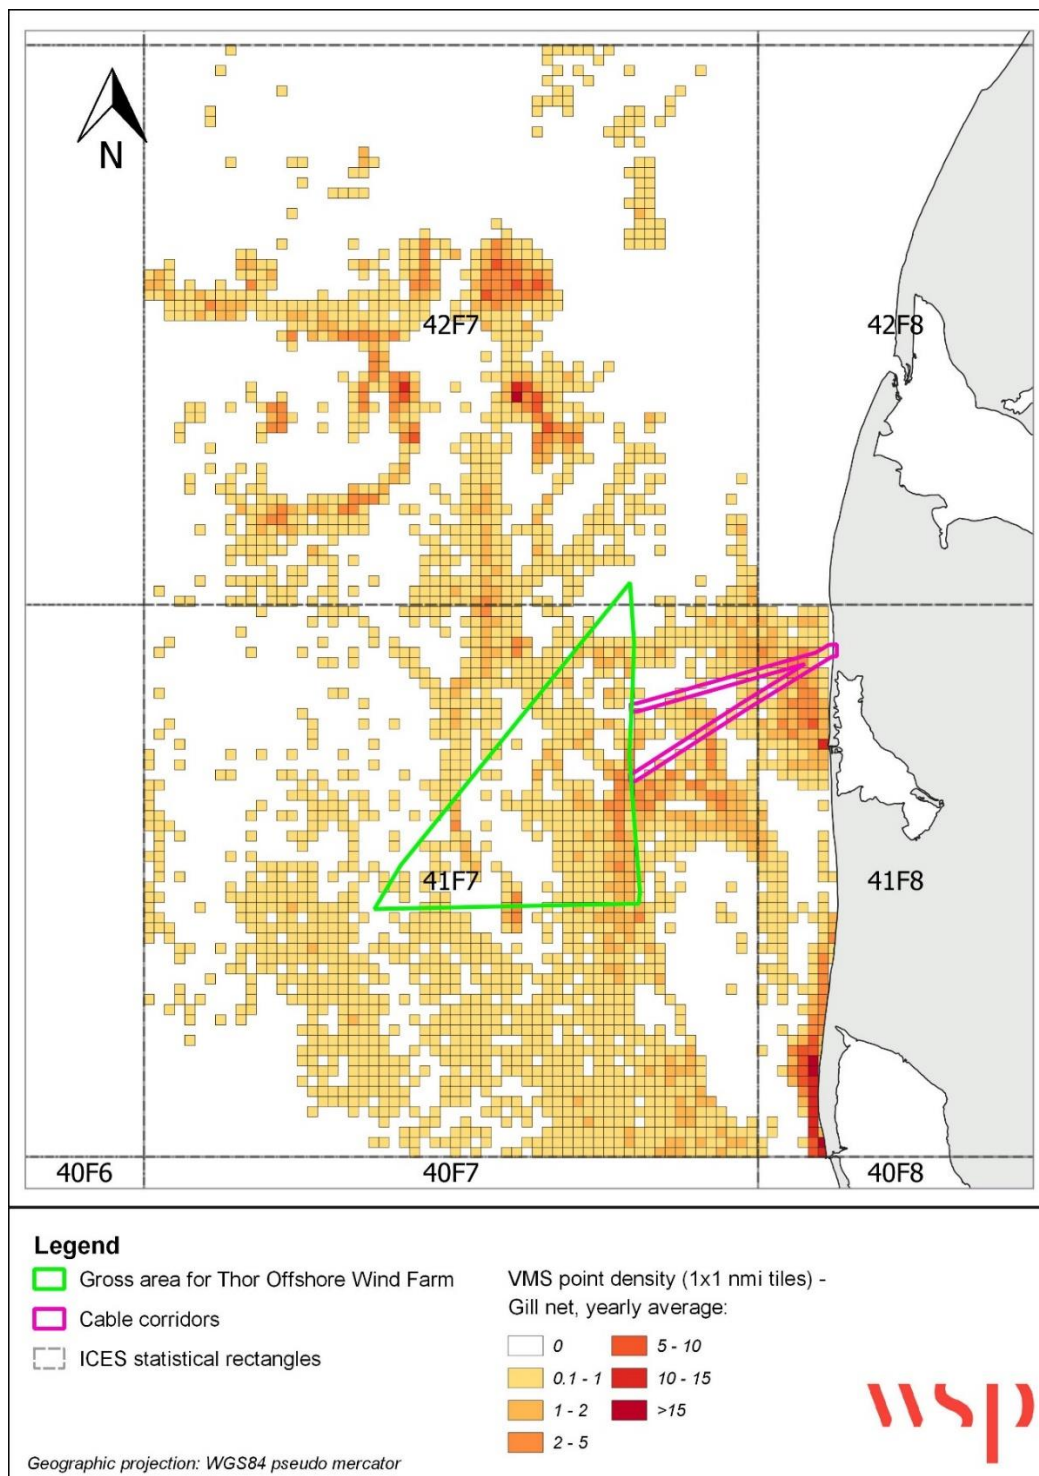 N
42F7
42F8
41F7
41F8
40F6
40F7
40F8
Legend
Gross area for Thor Offshore Wind Farm
Cable corridors
ICES statistical rectangles
VMS point density (1x1 nmi tiles) -
Gill net, yearly average:
0
0.1 - 1
1 - 2
2 - 5
5 - 10
10 - 15
>15
wsp
Geographic projection: WGS84 pseudo mercator